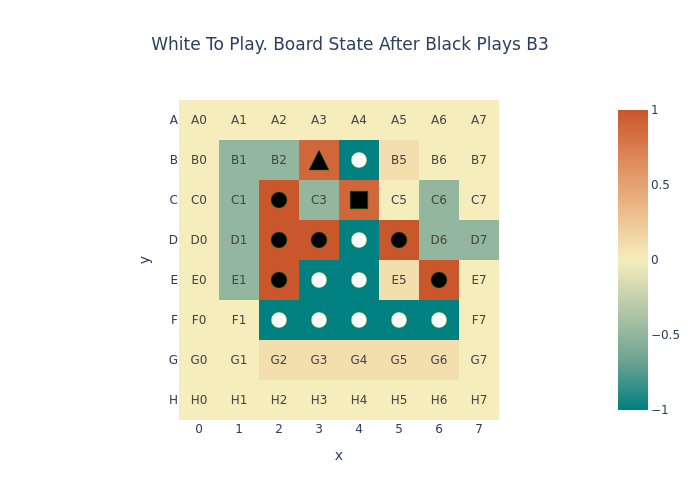 White To Play. Board State After Black Plays B3
A A0 A1 A2 A3 A4 A5 A6 A7
B B0 B1 B2 B5 B6 B7
C C0 C1 C3 C5 C6 C7
D D0 D1 D6 D7
E E0 E1 E5 E7
F F0 F1 F7
G G0 G1 G2 G3 G4 G5 G6 G7
H H0 H1 H2 H3 H4 H5 H6 H7
0 1 2 3 4 5 6 7
x
y
1
0.5
0
−0.5
−1